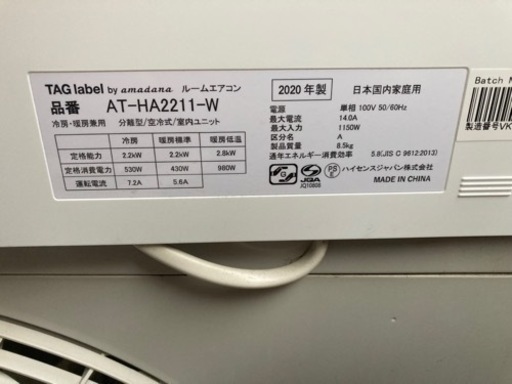 TAG label by amadana ルームエアコン
品番 AT-HA2211-W
冷房・暖房兼用 分離型/空冷式/室内ユニット
冷房 暖房標準 暖房低温
定格能力 2.2kW 2.2kW 2.8kW
定格消費電力 530W 430W 980W
運転電流 7.2A 5.6A
2020年製 日本国内家庭用
電源 単相 100V 50/60Hz
最大電流 14.0A
最大入力 1150W
区分名 A
製品質量 8.5kg
通年エネルギー消費効率 5.8(JIS C 9612:2013)
JQA
PS E
ハイセンスジャパン株式会社
MADE IN CHINA
Batch
製造番号VK